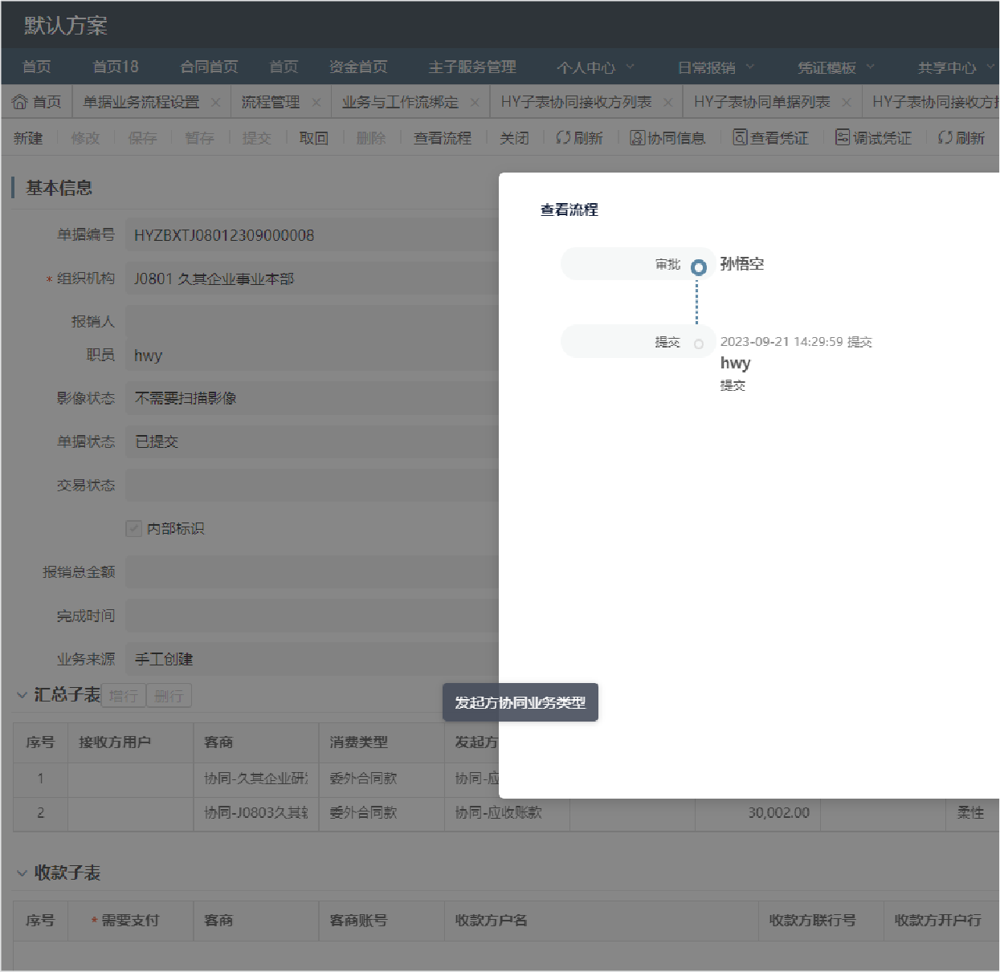 默认方案
首页 首页18 合同首页 首页 资金首页 主子服务管理 个人中心 日常报销 凭证模板 共享中心
首页 单据业务流程设置 流程管理 业务与工作流绑定 HY子表协同接收方列表 HY子表协同单据列表 HY子表协同接收方
新建 修改 保存 暂存 提交 取回 删除 查看流程 关闭 刷新 协同信息 查看凭证 调试凭证 刷新
基本信息
查看流程
单据编号 HYZBXTJ08012309000008
审批 孙悟空
* 组织机构 J0801 久其企业事业本部
报销人
提交 2023-09-21 14:29:59 提交
职员 hwy
hwy
提交
影像状态 不需要扫描影像
单据状态 已提交
交易状态
内部标识
报销总金额
完成时间
业务来源 手工创建
汇总子表 增行 删行
发起方协同业务类型
序号 接收方用户 客商 消费类型 发起方
1 协同-久其企业研 委外合同款 协同-应
2 协同-J0803久其软 委外合同款 协同-应收账款 30,002.00 柔性
收款子表
序号 * 需要支付 客商 客商账号 收款方户名 收款方联行号 收款方开户行